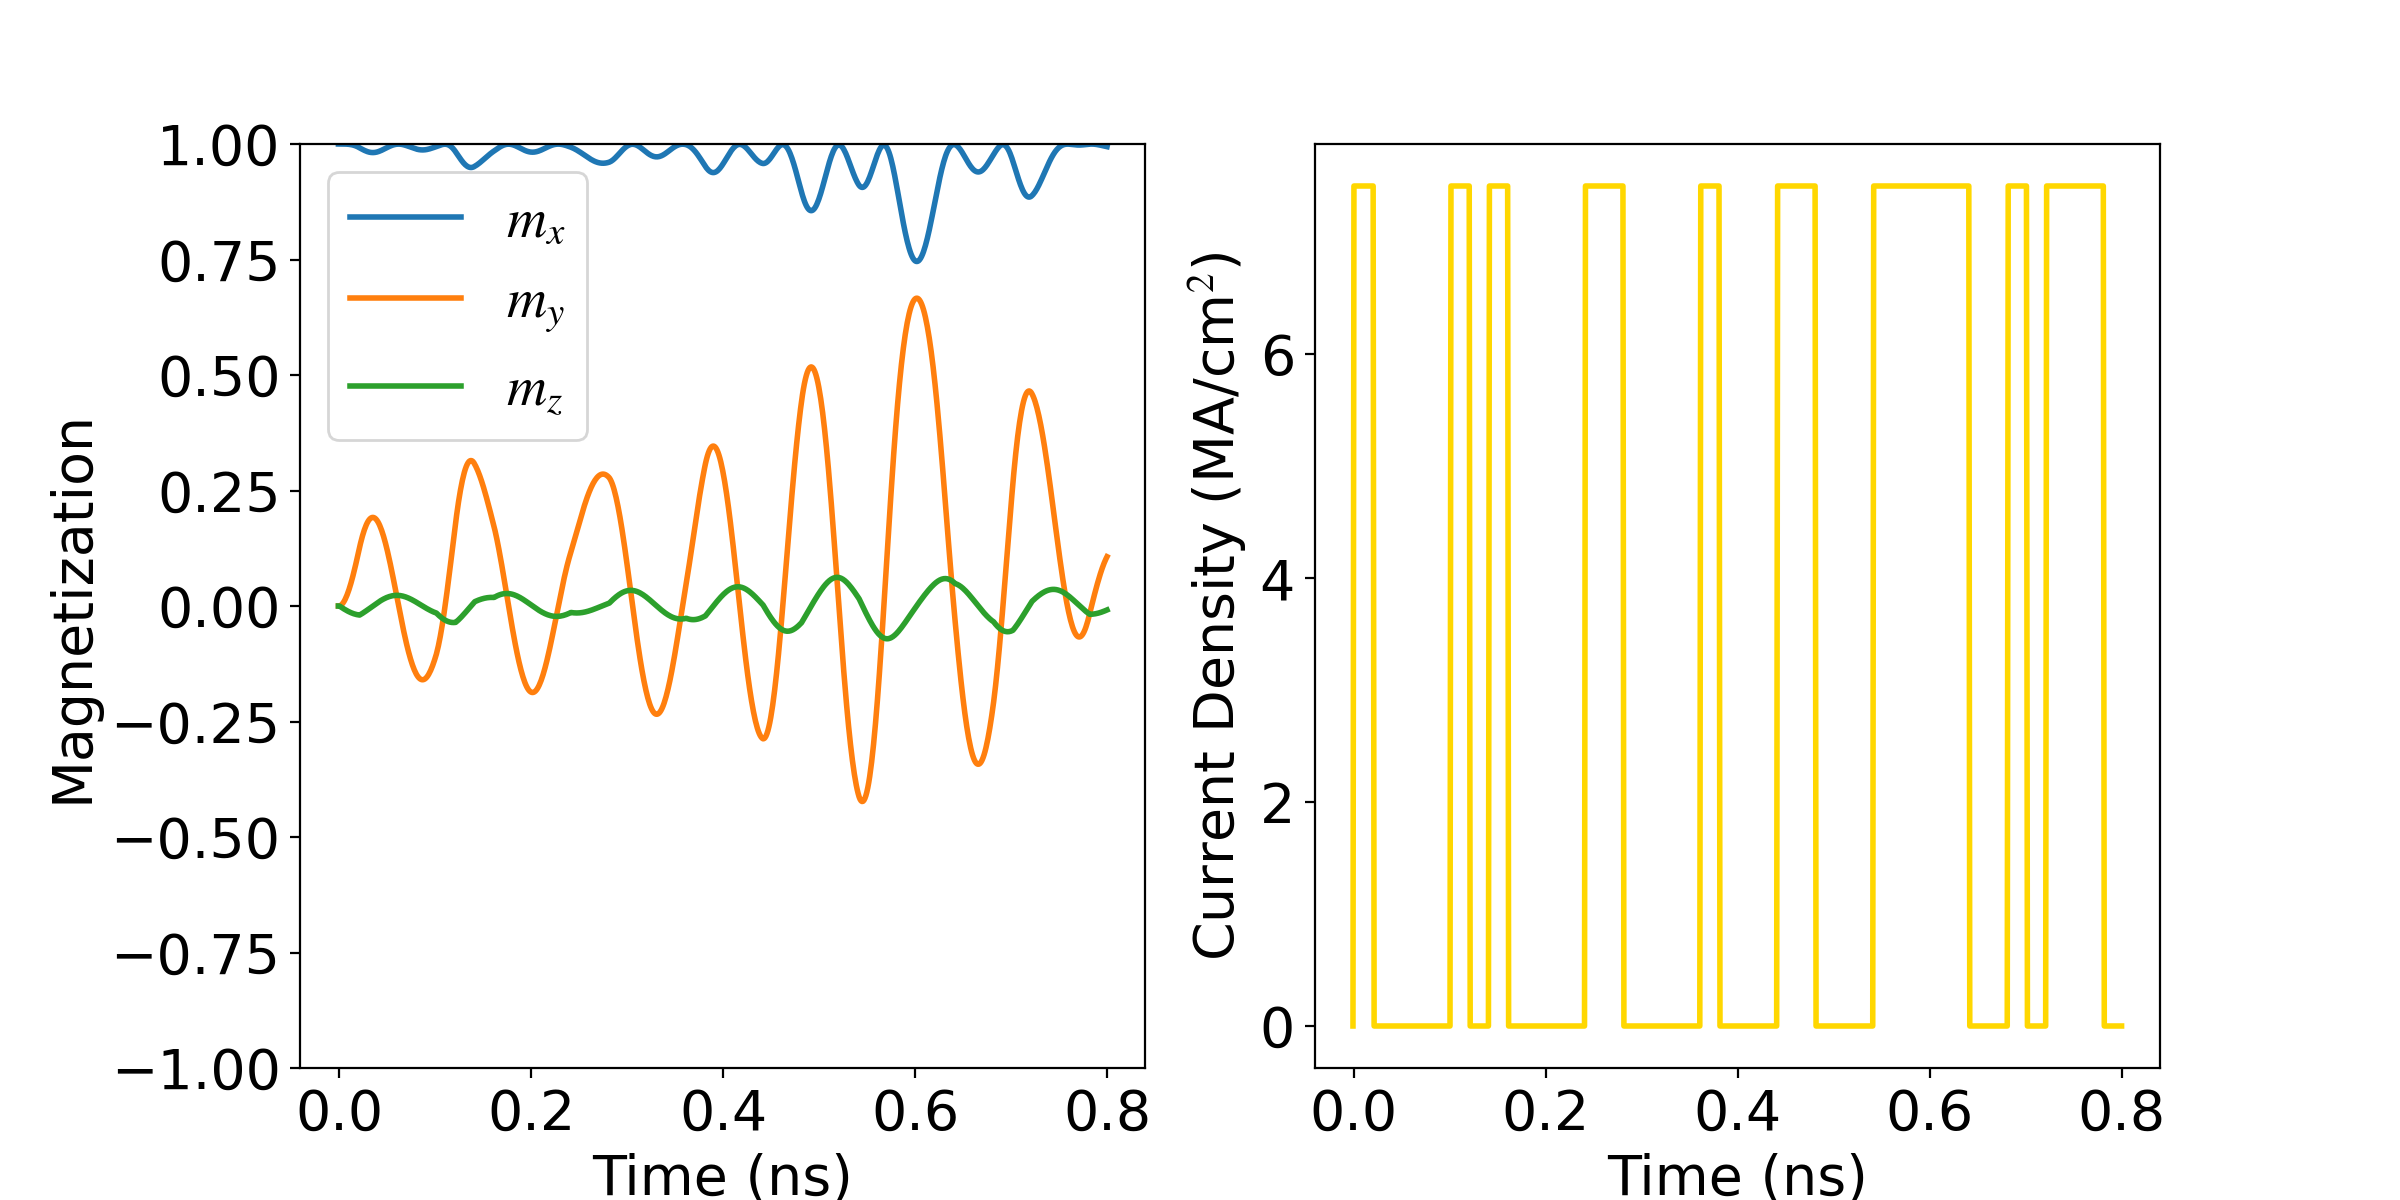 1.00
0.75
0.50
0.25
0.00
−0.25
−0.50
−0.75
−1.00
Magnetization
m_x
m_y
m_z
0.0 0.2 0.4 0.6 0.8
Time (ns)
6
4
2
0
Current Density (MA/cm²)
0.0 0.2 0.4 0.6 0.8
Time (ns)